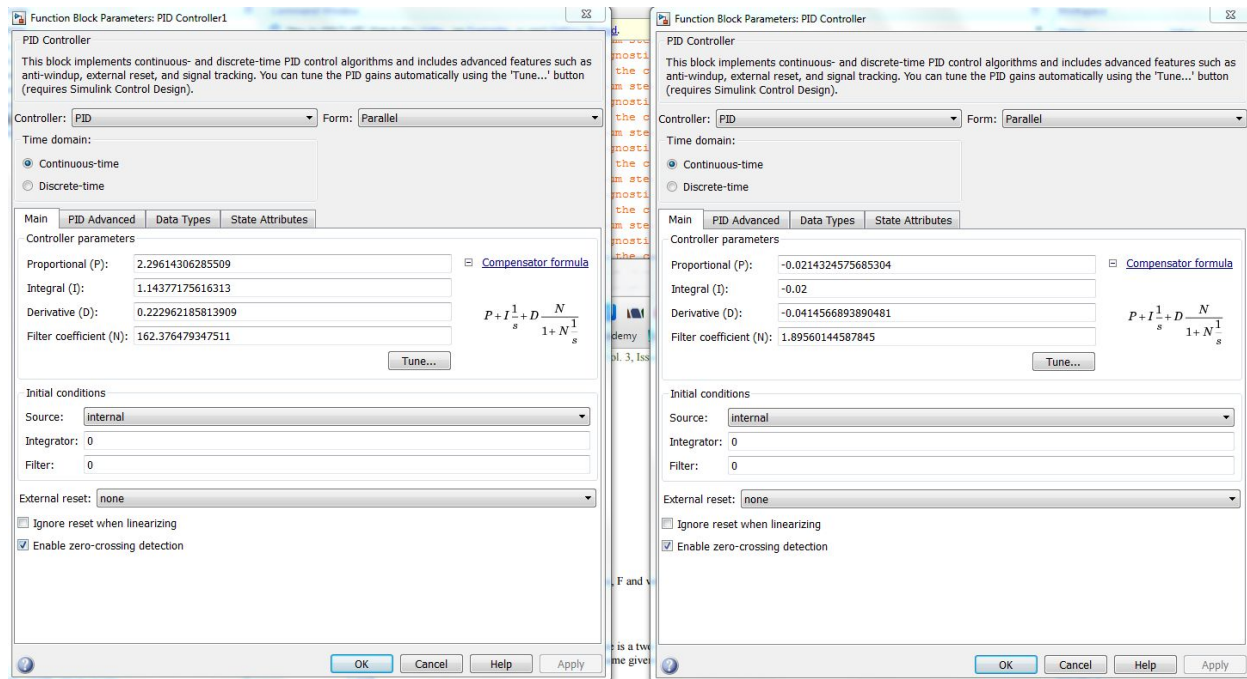 Function Block Parameters: PID Controller1
PID Controller
This block implements continuous- and discrete-time PID control algorithms and includes advanced features such as
anti-windup, external reset, and signal tracking. You can tune the PID gains automatically using the 'Tune...' button
(requires Simulink Control Design).
Controller: PID Form: Parallel
Time domain:
Continuous-time
Discrete-time
Main PID Advanced Data Types State Attributes
Controller parameters
Proportional (P): 2.29614306285509 Compensator formula
Integral (I): 1.14377175616313
Derivative (D): 0.222962185813909
P+I 1/s +D N/(1+N 1/s)
Filter coefficient (N): 162.376479347511
Tune...
Initial conditions
Source: internal
Integrator: 0
Filter: 0
External reset: none
Ignore reset when linearizing
Enable zero-crossing detection
OK Cancel Help Apply
Function Block Parameters: PID Controller
PID Controller
This block implements continuous- and discrete-time PID control algorithms and includes advanced features such as
anti-windup, external reset, and signal tracking. You can tune the PID gains automatically using the 'Tune...' button
(requires Simulink Control Design).
Controller: PID Form: Parallel
Time domain:
Continuous-time
Discrete-time
Main PID Advanced Data Types State Attributes
Controller parameters
Proportional (P): -0.0214324575685304 Compensator formula
Integral (I): -0.02
Derivative (D): -0.0414566893890481
P+I 1/s +D N/(1+N 1/s)
Filter coefficient (N): 1.89560144587845
Tune...
Initial conditions
Source: internal
Integrator: 0
Filter: 0
External reset: none
Ignore reset when linearizing
Enable zero-crossing detection
OK Cancel Help Apply